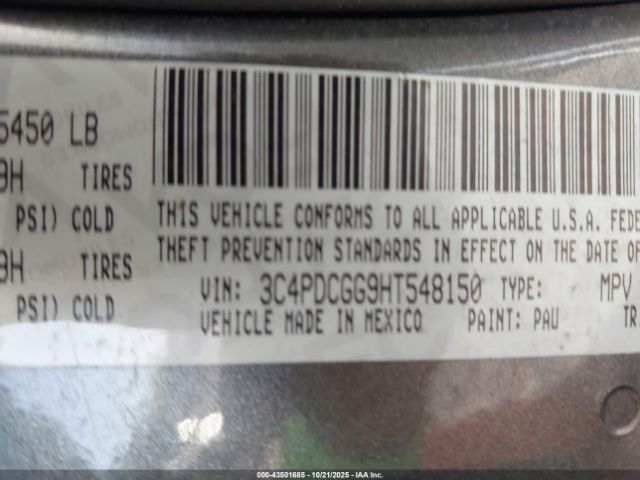 5450 LB
9H TIRES
PSI) COLD
9H TIRES
PSI) COLD
THIS VEHICLE CONFORMS TO ALL APPLICABLE U.S.A. FEDE
THEFT PREVENTION STANDARDS IN EFFECT ON THE DATE OF
VIN: 3C4PDCGG9HT548150 TYPE: MPV
VEHICLE MADE IN MEXICO PAINT: PAU TR
000-43501685 - 10/21/2025 - IAA Inc.